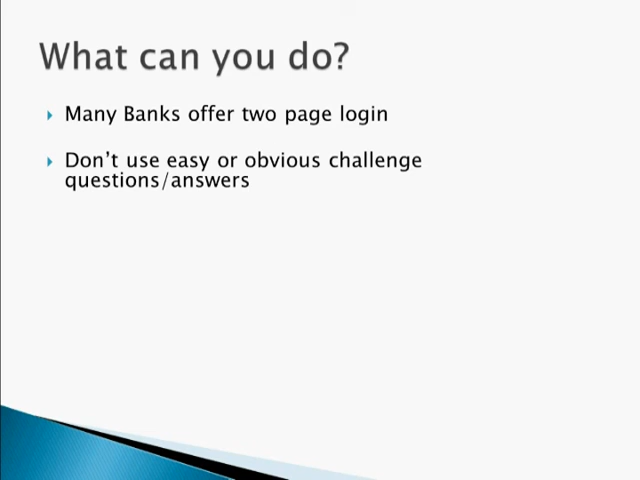 What can you do?
Many Banks offer two page login
Don't use easy or obvious challenge
questions/answers